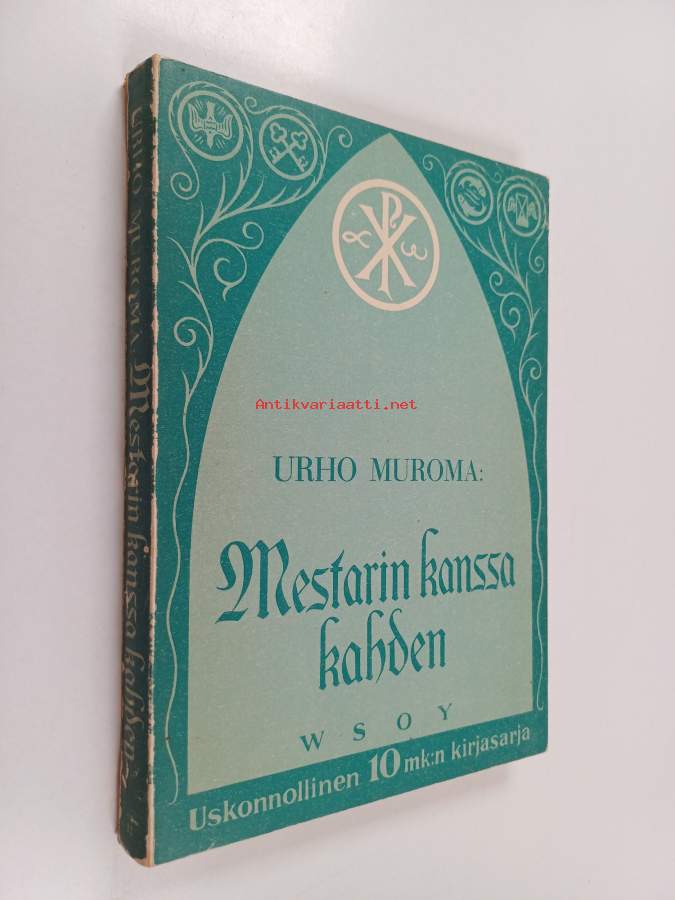 URHO MUROMA: Mestarin kanssa kahden
Antikvariaatti.net
URHO MUROMA:
Mestarin kanssa
kahden
WSOY
Uskonnollinen 10 mk:n kirjasarja